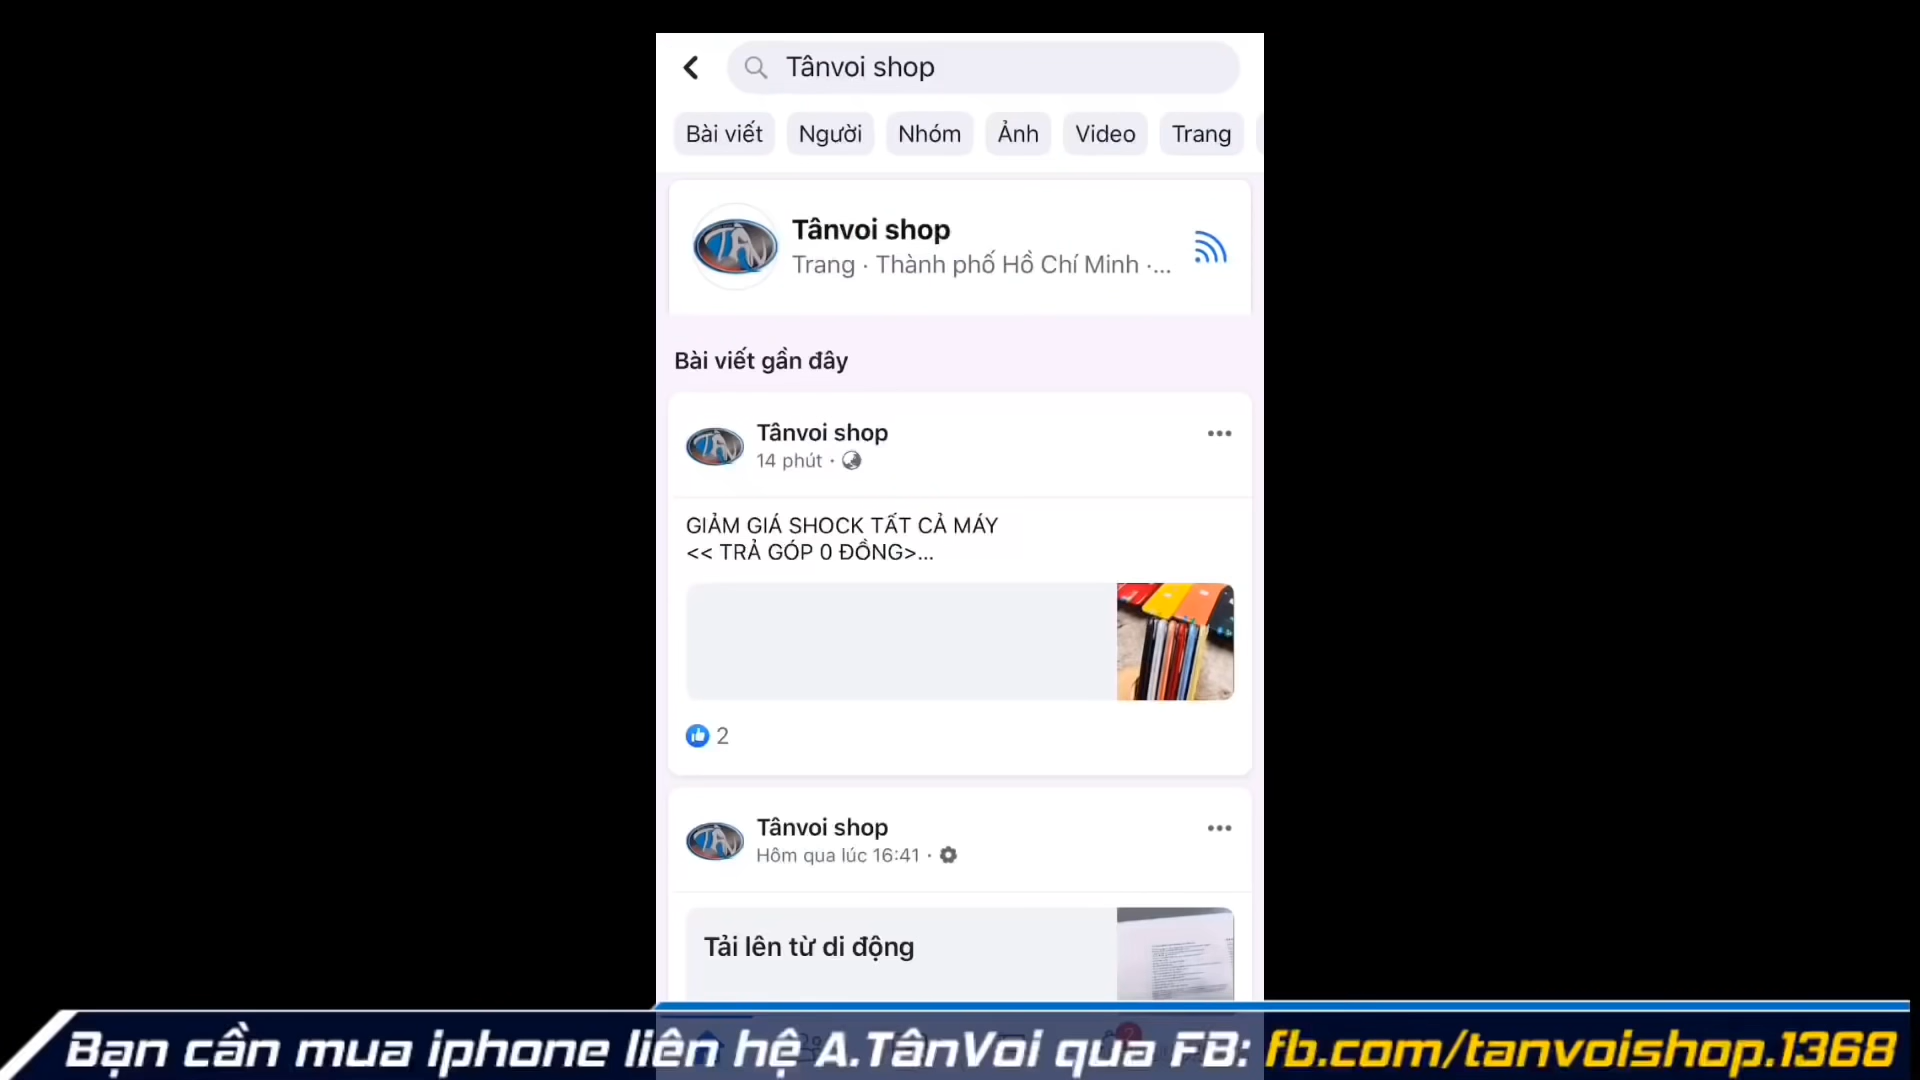 Tânvoi shop
Bài viết
Người
Nhóm
Ảnh
Video
Trang
TÂN
Tânvoi shop
Trang · Thành phố Hồ Chí Minh ·...
Bài viết gần đây
TÂN
Tânvoi shop
14 phút ·
GIẢM GIÁ SHOCK TẤT CẢ MÁY
<< TRẢ GÓP 0 ĐỒNG>...
2
TÂN
Tânvoi shop
Hôm qua lúc 16:41 ·
Tải lên từ di động
Bạn cần mua iphone liên hệ A.TânVoi qua FB: fb.com/tanvoishop.1368